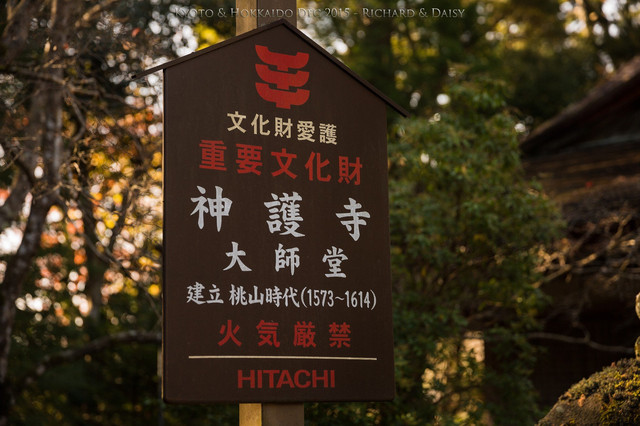 Kyoto & Hokkaido Dec 2015 - Richard & Daisy
文化財愛護
重要文化財
神護寺
大師堂
建立 桃山時代(1573~1614)
火気厳禁
HITACHI